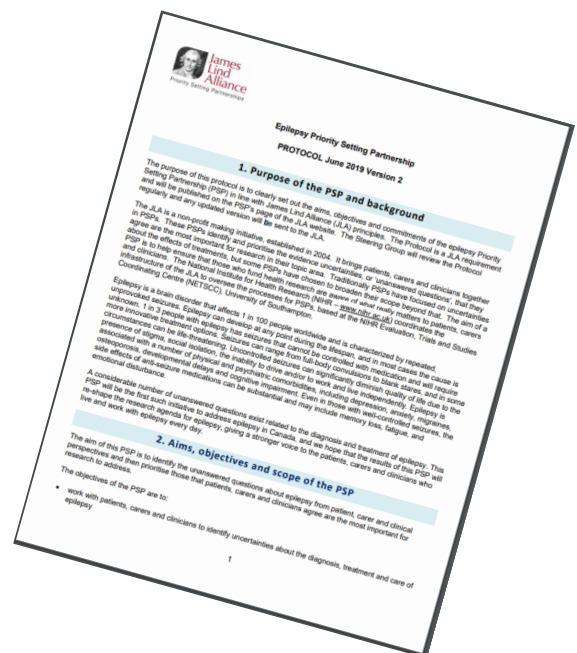 James
Lind
Alliance
Priority Setting Partnerships
Epilepsy Priority Setting Partnership
PROTOCOL June 2019 Version 2
1. Purpose of the PSP and background
The purpose of this protocol is to clearly set out the aims, objectives and commitments of the epilepsy Priority
Setting Partnership (PSP) in line with James Lind Alliance (JLA) principles. The Protocol is a JLA requirement
and will be published on the PSP's page of the JLA website. The Steering Group will review the Protocol
regularly and any updated version will be sent to the JLA.
The JLA is a non-profit making initiative, established in 2004. It brings patients, carers and clinicians together
in PSPs. These PSPs identify and prioritise the evidence uncertainties, or 'unanswered questions', that they
agree are the most important for research in their topic area. Traditionally PSPs have focused on uncertainties
about the effects of treatments, but some PSPs have chosen to broaden their scope beyond that. The aim of a
PSP is to help ensure that those who fund health research are aware of what really matters to patients, carers
and clinicians. The National Institute for Health Research (NIHR – www.nihr.ac.uk) coordinates the
infrastructure of the JLA to oversee the processes for PSPs, based at the NIHR Evaluation, Trials and Studies
Coordinating Centre (NETSCC), University of Southampton.
Epilepsy is a brain disorder that affects 1 in 100 people worldwide and is characterized by repeated,
unprovoked seizures. Epilepsy can develop at any point during the lifespan, and in most cases the cause is
unknown. 1 in 3 people with epilepsy has seizures that cannot be controlled with medication and will require
more innovative treatment options. Seizures can range from full-body convulsions to blank stares, and in some
circumstances can be life-threatening. Uncontrolled seizures can significantly diminish quality of life due to the
presence of stigma, social isolation, the inability to drive and/or to work and live independently. Epilepsy is
associated with a number of physical and psychiatric comorbidities, including depression, anxiety, migraines,
osteoporosis, developmental delays and cognitive impairment. Even in those with well-controlled seizures, the
side effects of anti-seizure medications can be substantial and may include memory loss, fatigue, and
emotional disturbance.
A considerable number of unanswered questions exist related to the diagnosis and treatment of epilepsy. This
PSP will be the first such initiative to address epilepsy in Canada, and we hope that the results of this PSP will
re-shape the research agenda for epilepsy, giving a stronger voice to the patients, carers and clinicians who
live and work with epilepsy every day.
2. Aims, objectives and scope of the PSP
The aim of this PSP is to identify the unanswered questions about epilepsy from patient, carer and clinical
perspectives and then prioritise those that patients, carers and clinicians agree are the most important for
research to address.
The objectives of the PSP are to:
• work with patients, carers and clinicians to identify uncertainties about the diagnosis, treatment and care of
epilepsy
1